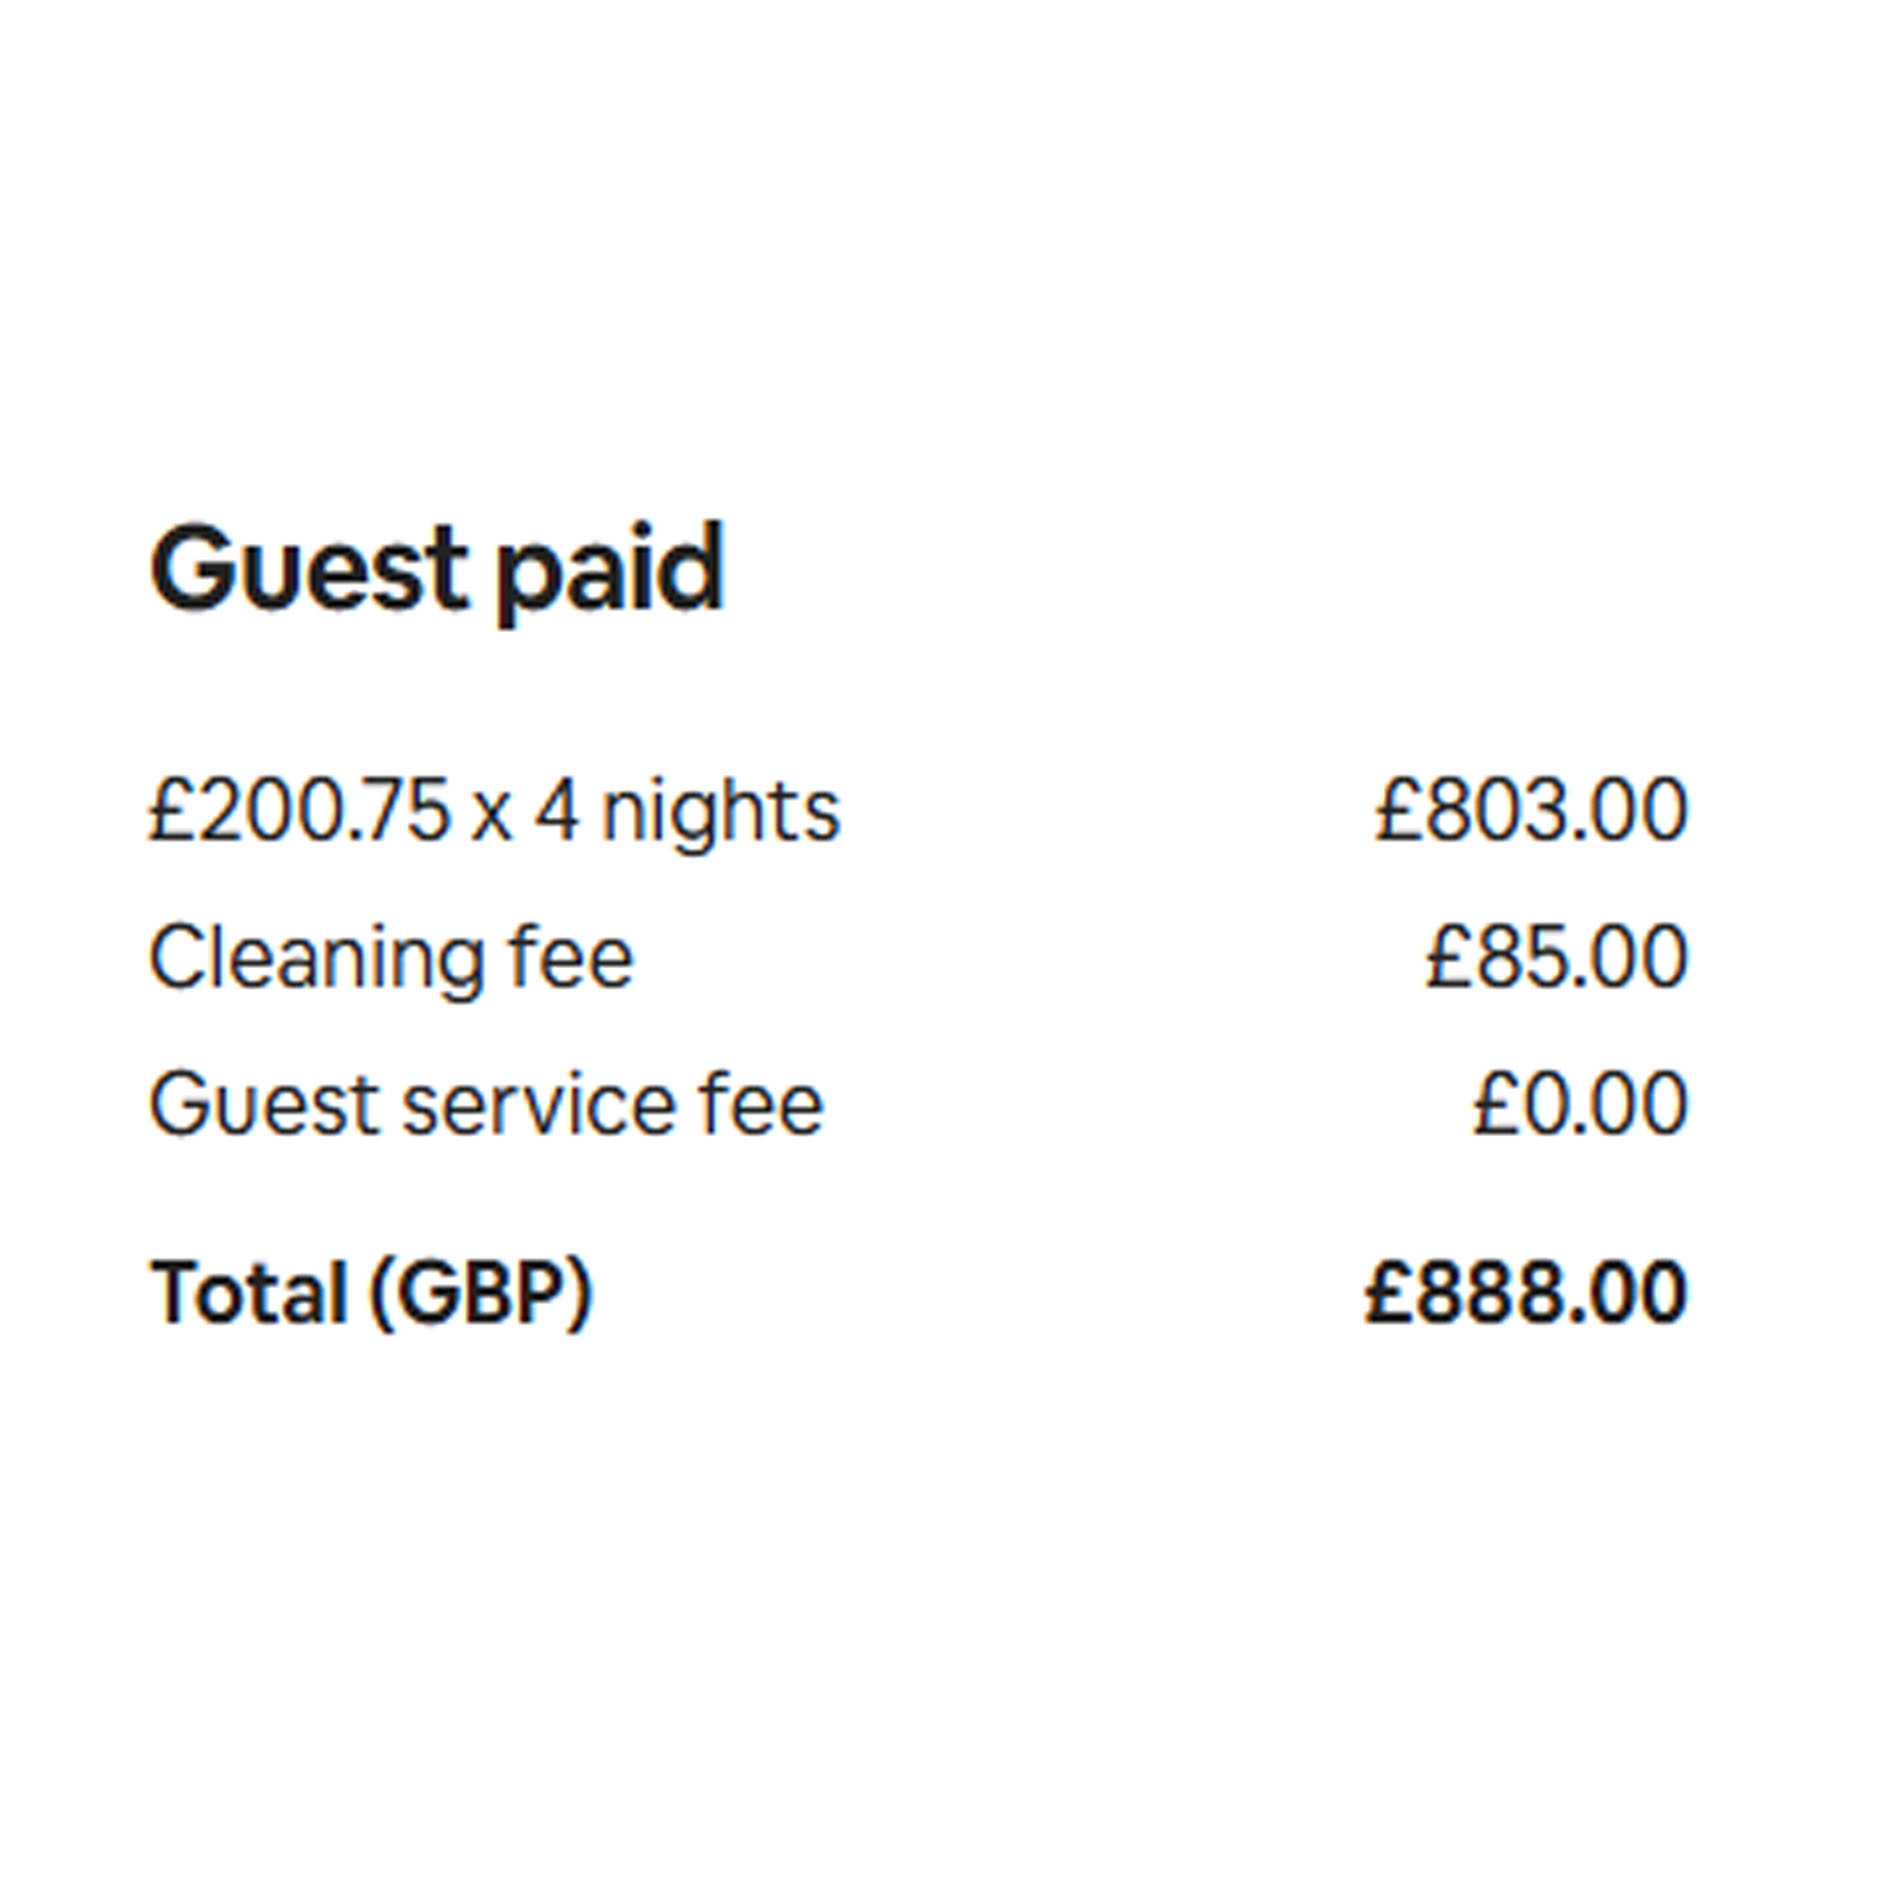 Guest paid
£200.75 x 4 nights £803.00
Cleaning fee £85.00
Guest service fee £0.00
Total (GBP) £888.00